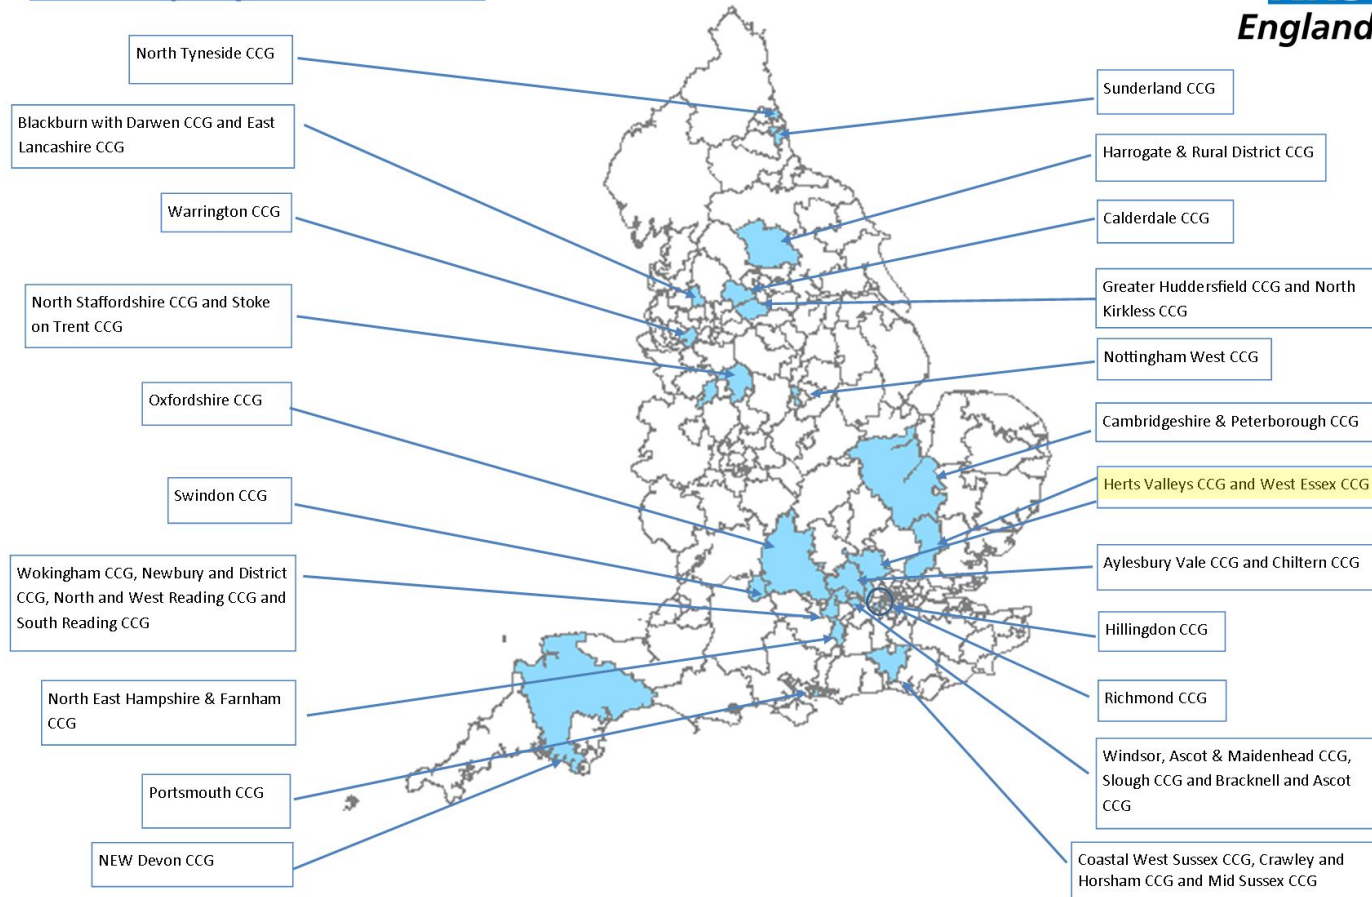 England
North Tyneside CCG
Sunderland CCG
Blackburn with Darwen CCG and East
Lancashire CCG
Harrogate & Rural District CCG
Warrington CCG
Calderdale CCG
North Staffordshire CCG and Stoke
on Trent CCG
Greater Huddersfield CCG and North
Kirkless CCG
Nottingham West CCG
Oxfordshire CCG
Cambridgeshire & Peterborough CCG
Swindon CCG
Herts Valleys CCG and West Essex CCG
Wokingham CCG, Newbury and District
CCG, North and West Reading CCG and
South Reading CCG
Aylesbury Vale CCG and Chiltern CCG
Hillingdon CCG
North East Hampshire & Farnham
CCG
Richmond CCG
Portsmouth CCG
Windsor, Ascot & Maidenhead CCG,
Slough CCG and Bracknell and Ascot
CCG
NEW Devon CCG
Coastal West Sussex CCG, Crawley and
Horsham CCG and Mid Sussex CCG